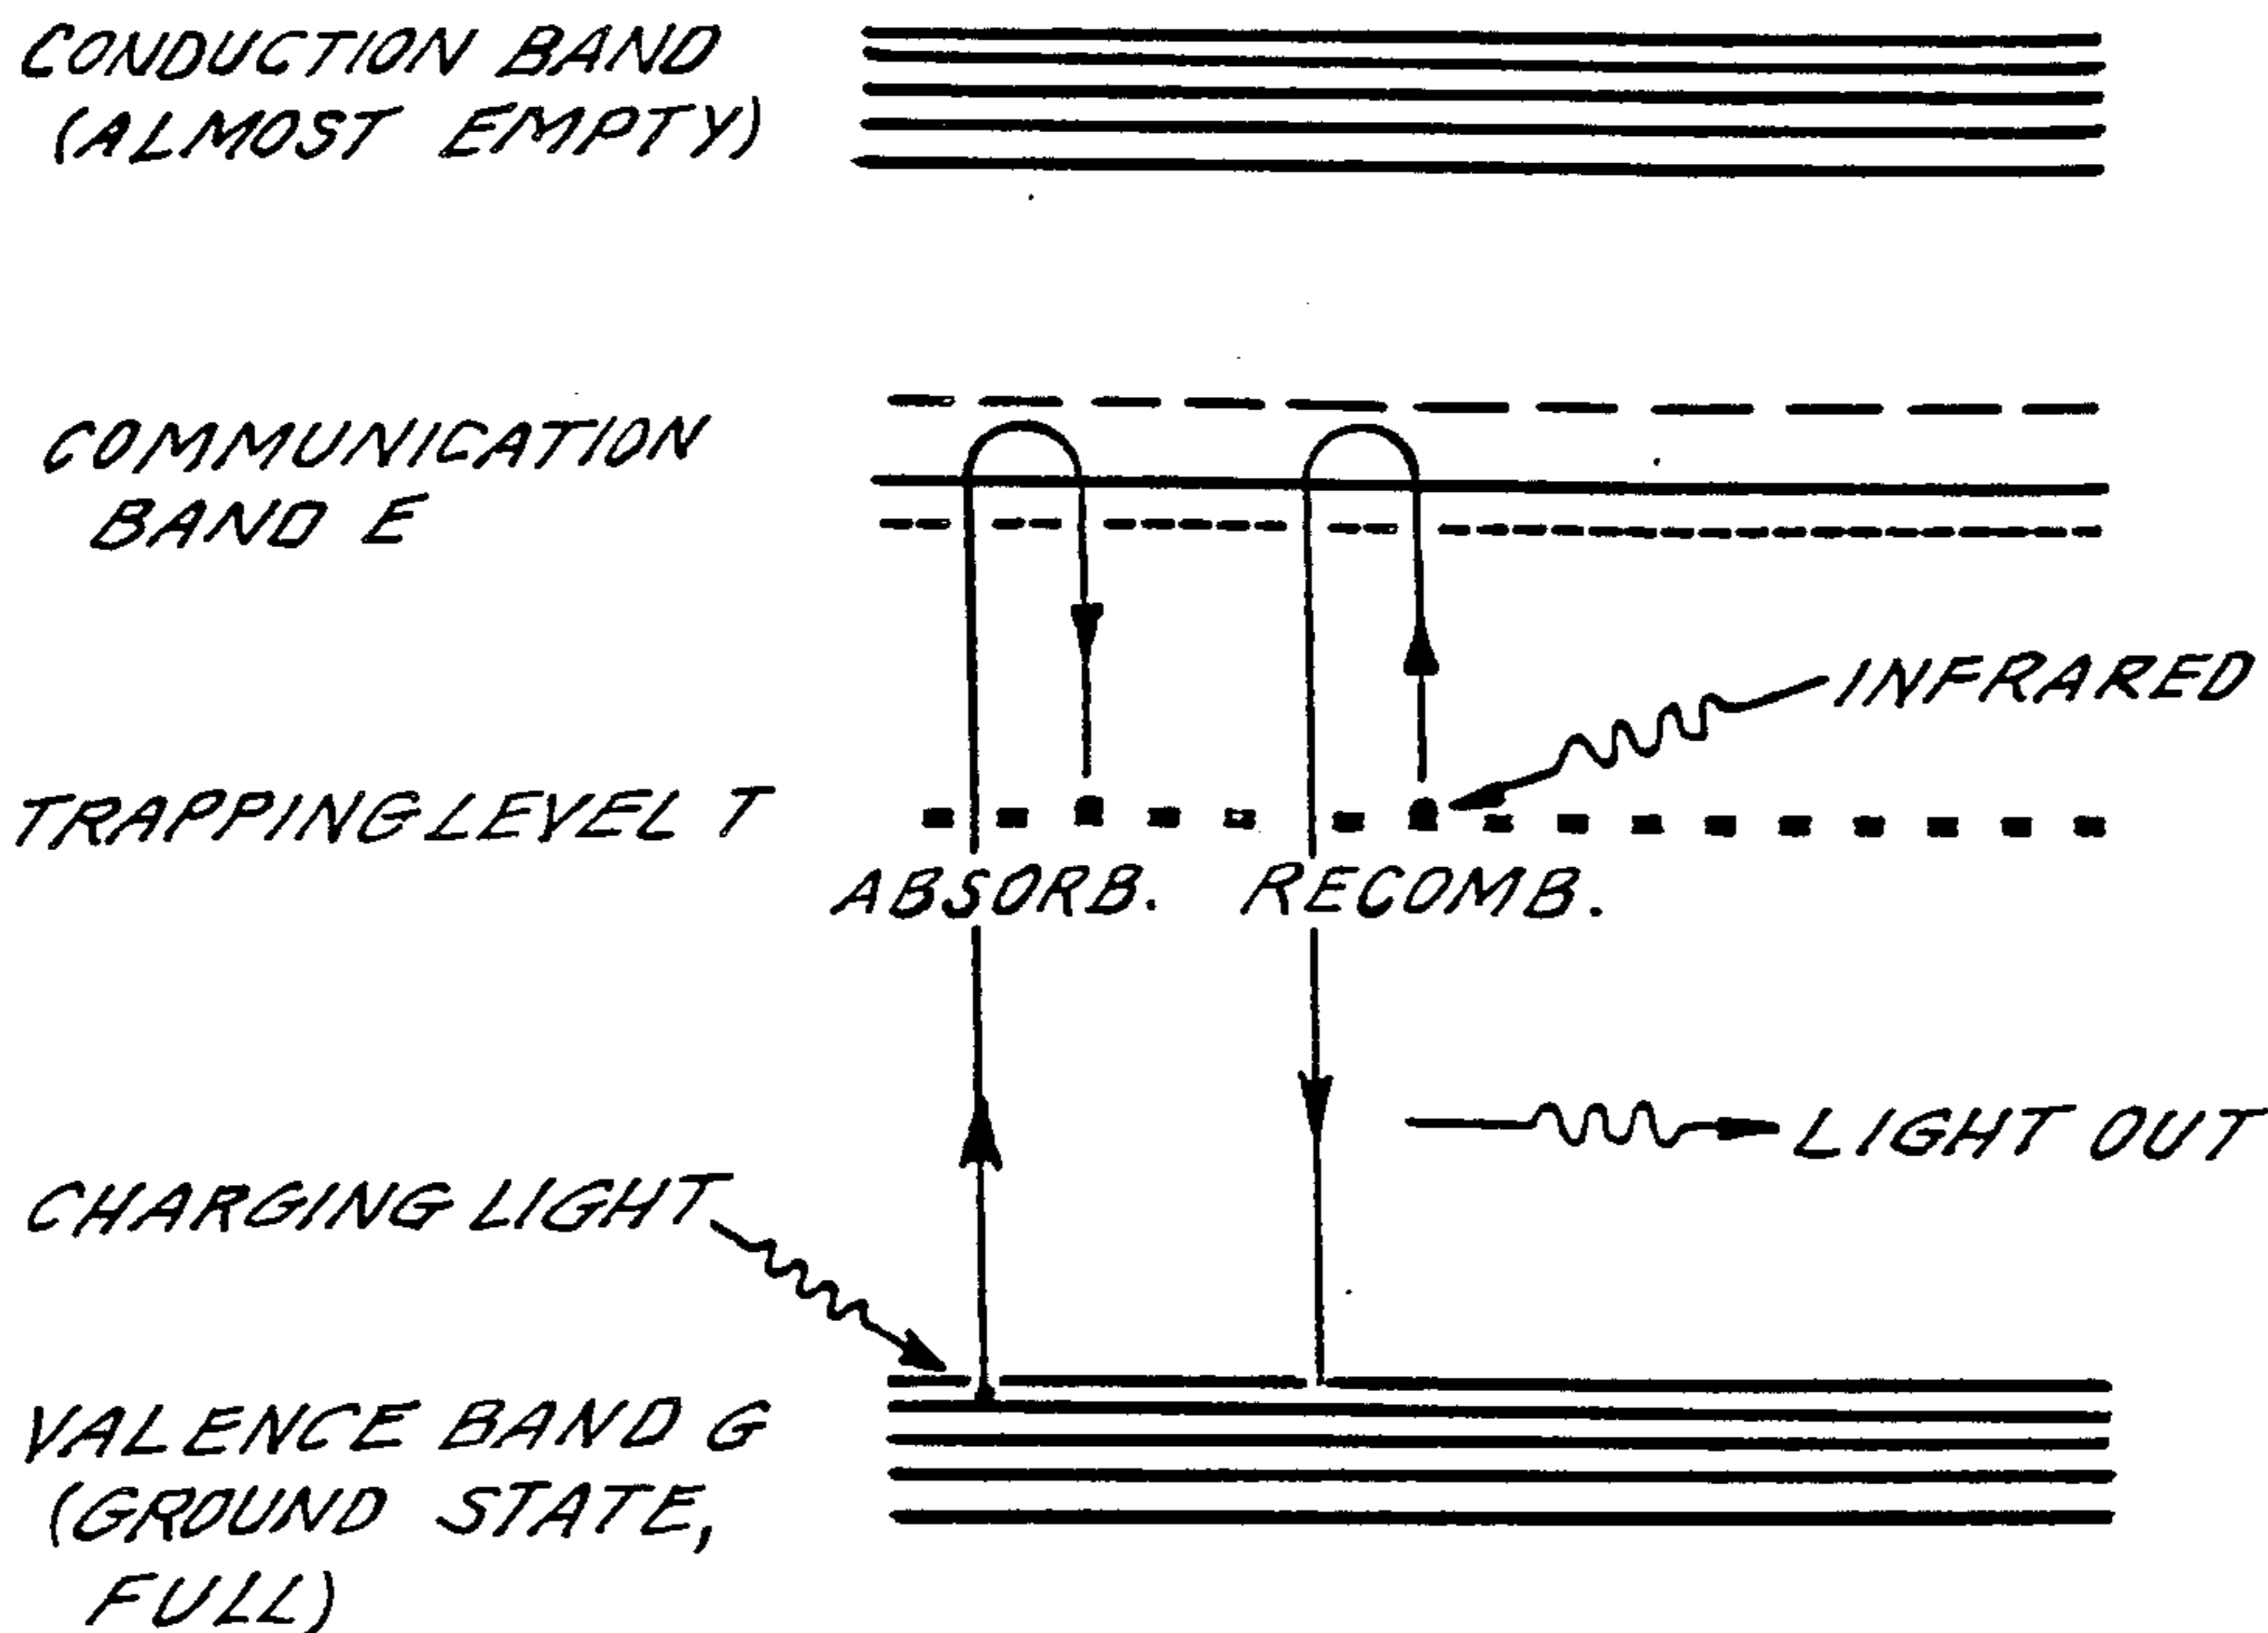 CONDUCTION BAND
(ALMOST EMPTY)
COMMUNICATION
BAND E
INFRARED
TRAPPING LEVEL T
ABSORB. RECOMB.
LIGHT OUT
CHARGING LIGHT
VALENCE BAND G
(GROUND STATE,
FULL)